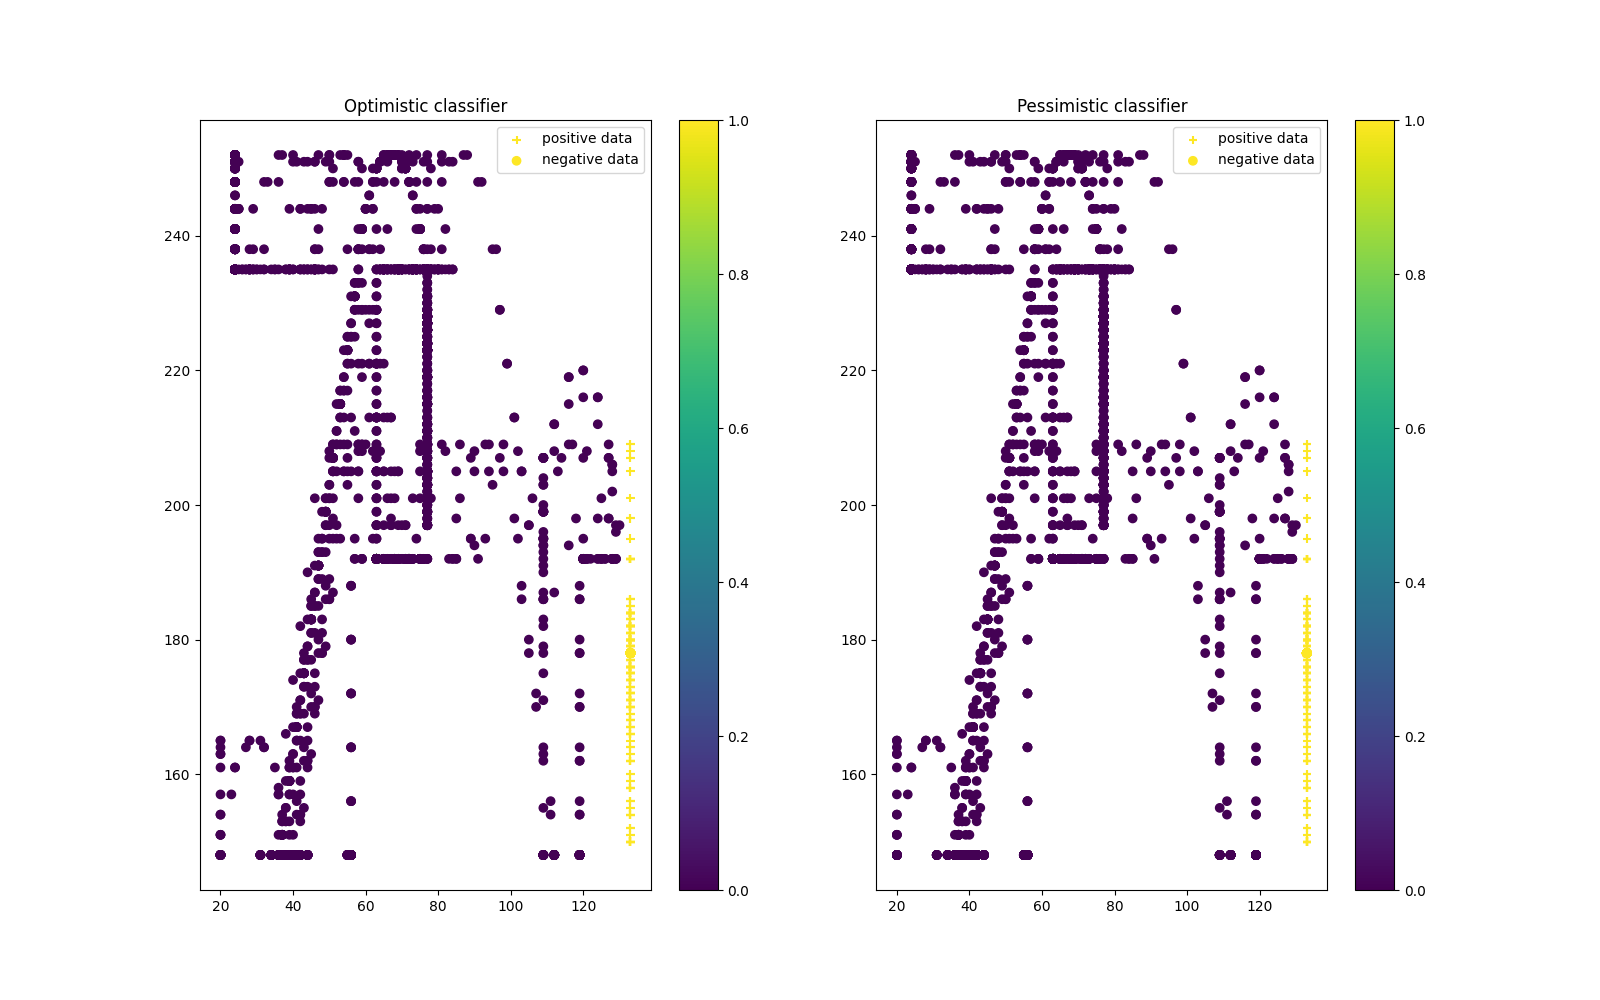 Optimistic classifier
positive data
negative data
240
220
200
180
160
20 40 60 80 100 120
1.0
0.8
0.6
0.4
0.2
0.0
Pessimistic classifier
positive data
negative data
240
220
200
180
160
20 40 60 80 100 120
1.0
0.8
0.6
0.4
0.2
0.0